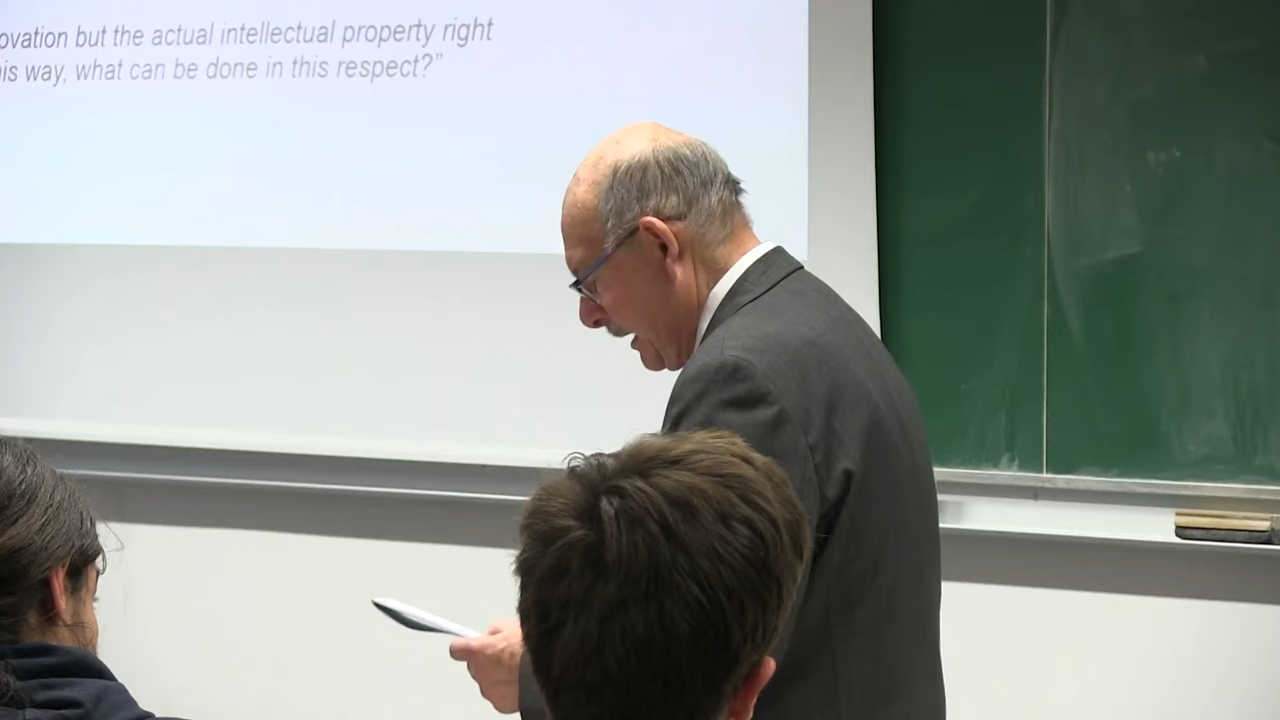 ovation but the actual intellectual property right
is way, what can be done in this respect?”